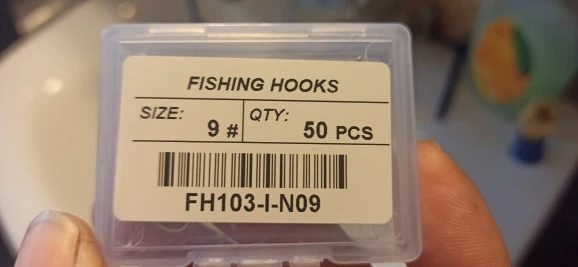 FISHING HOOKS
SIZE: 9 # QTY: 50 PCS
FH103-I-N09